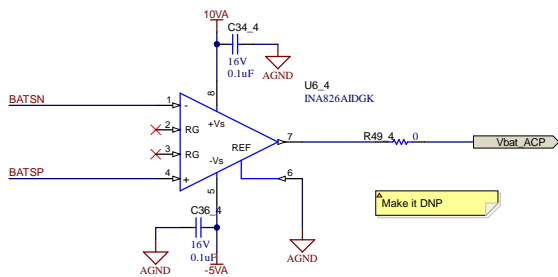 10VA
C34_4
16V
0.1uF
AGND
U6_4
INA826AIDGK
BATSN
1
-
8
+Vs
2
RG
7
R49_4
0
Vbat_ACP
3
RG
REF
-Vs
BATSP
4
+
5
6
Make it DNP
C36_4
16V
0.1uF
AGND
-5VA
AGND